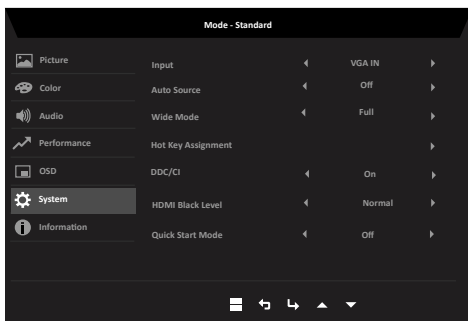 Mode - Standard
Picture
Color
Audio
Performance
OSD
System
Information
Input VGA IN
Auto Source Off
Wide Mode Full
Hot Key Assignment
DDC/CI On
HDMI Black Level Normal
Quick Start Mode Off